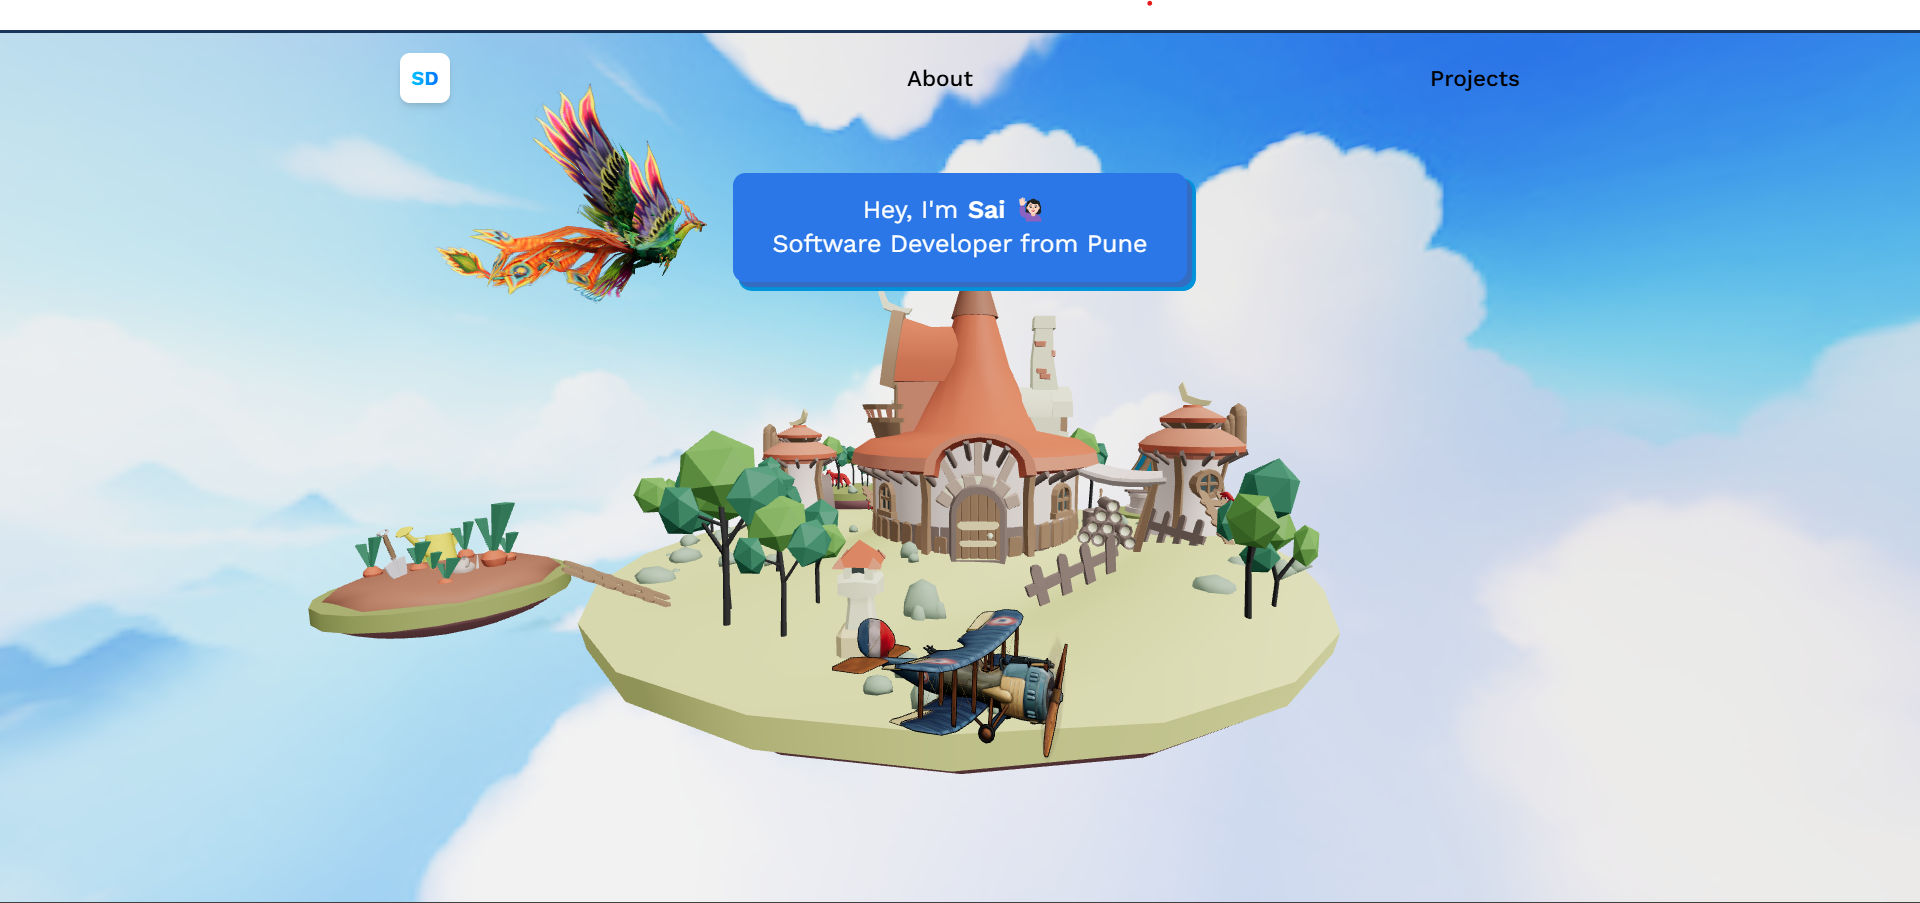 SD
About
Projects
Hey, I'm Sai 🙋🏻‍♀️
Software Developer from Pune